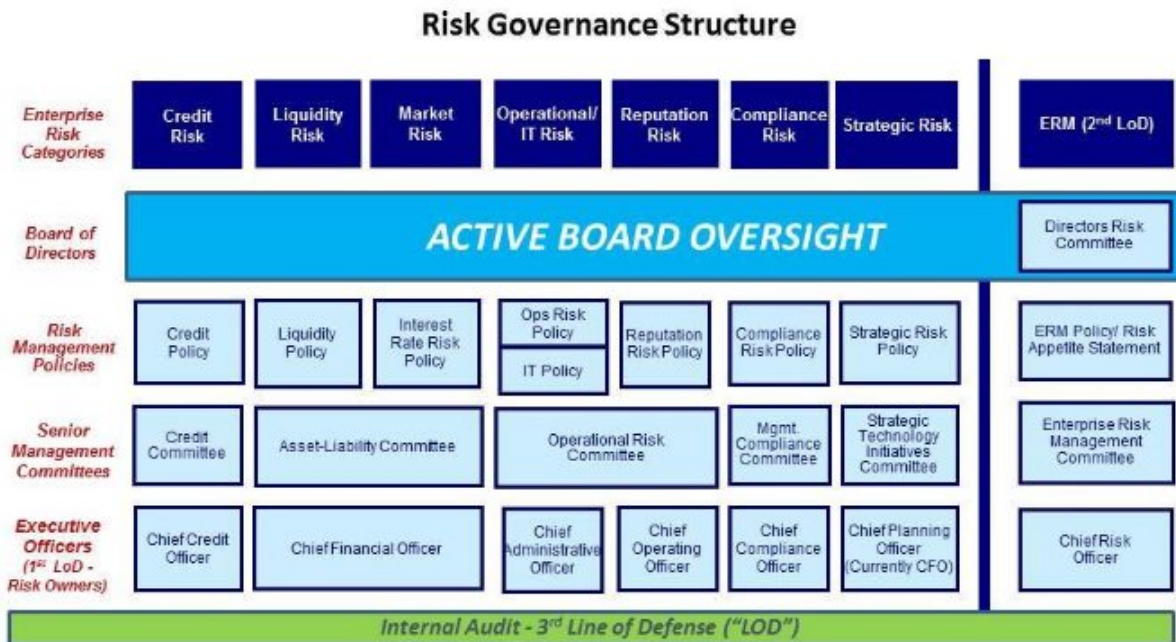 Risk Governance Structure
Enterprise
Risk
Categories
Credit
Risk
Liquidity
Risk
Market
Risk
Operational/
IT Risk
Reputation
Risk
Compliance
Risk
Strategic Risk
ERM (2nd LoD)
Board of
Directors
ACTIVE BOARD OVERSIGHT
Directors Risk
Committee
Risk
Management
Policies
Credit
Policy
Liquidity
Policy
Interest
Rate Risk
Policy
Ops Risk
Policy
IT Policy
Reputation
Risk Policy
Compliance
Risk Policy
Strategic Risk
Policy
ERM Policy/ Risk
Appetite Statement
Senior
Management
Committees
Credit
Committee
Asset-Liability Committee
Operational Risk
Committee
Mgmt.
Compliance
Committee
Strategic
Technology
Initiatives
Committee
Enterprise Risk
Management
Committee
Executive
Officers
(1st LoD -
Risk Owners)
Chief Credit
Officer
Chief Financial Officer
Chief
Administrative
Officer
Chief
Operating
Officer
Chief
Compliance
Officer
Chief Planning
Officer
(Currently CFO)
Chief Risk
Officer
Internal Audit - 3rd Line of Defense ("LOD")